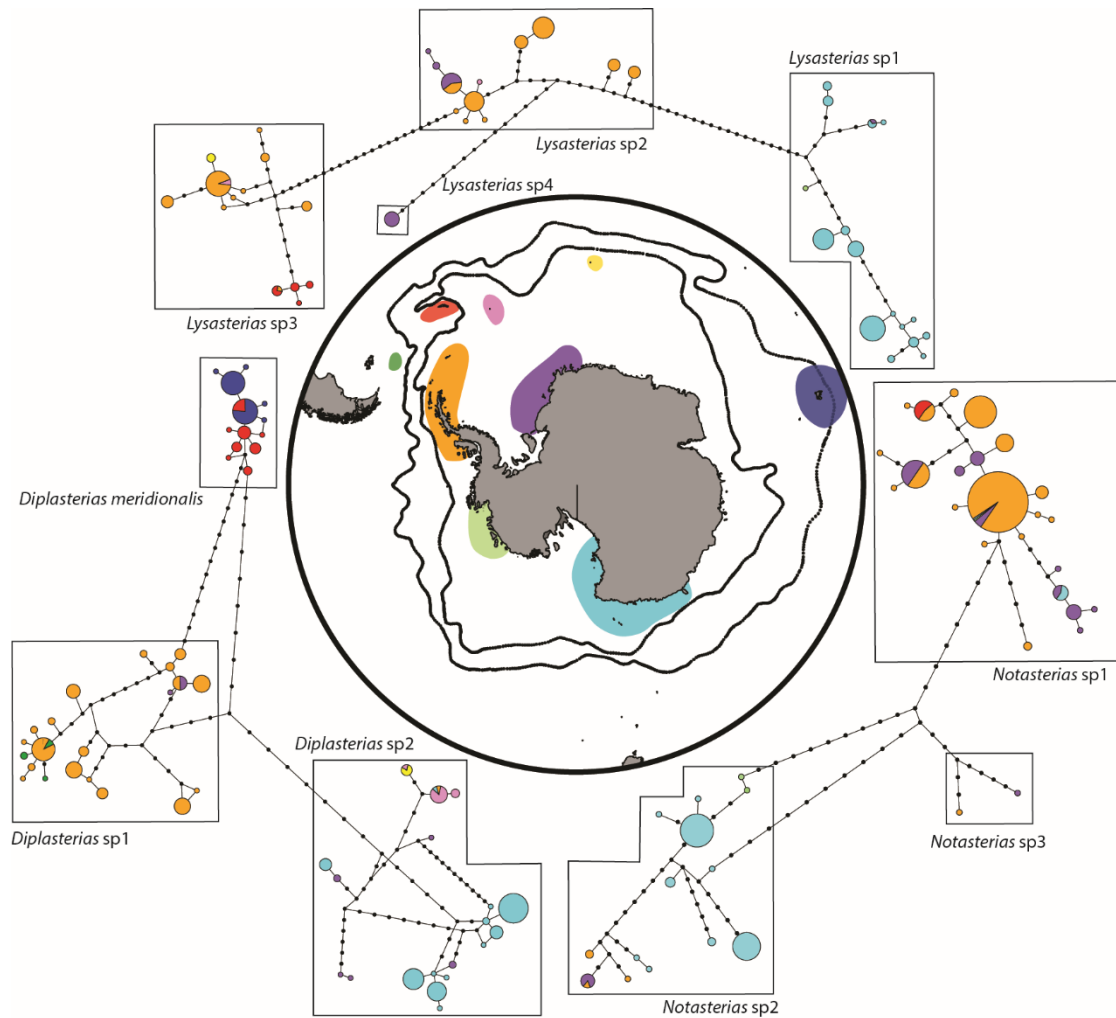 Lysasterias sp1
Lysasterias sp2
Lysasterias sp4
Lysasterias sp3
Diplasterias meridionalis
Notasterias sp1
Diplasterias sp2
Diplasterias sp1
Notasterias sp3
Notasterias sp2